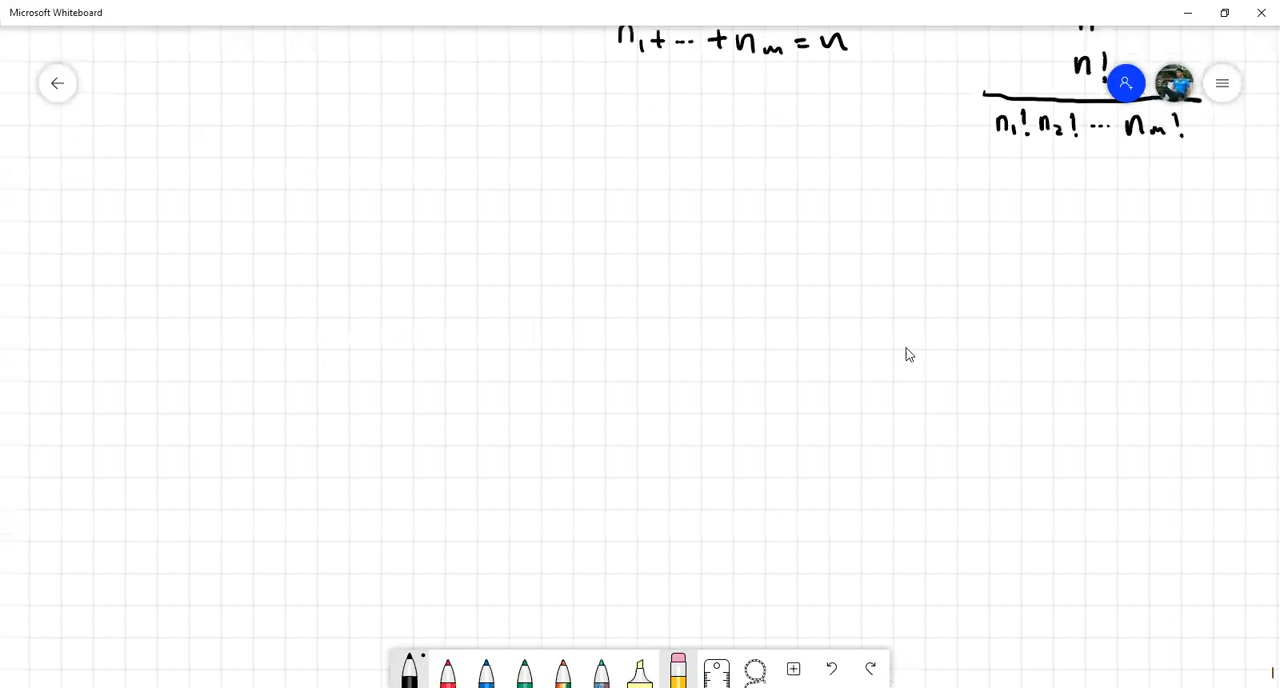 Microsoft Whiteboard
n₁ + ... + nₘ = n
n!
n₁! n₂! ... nₘ!